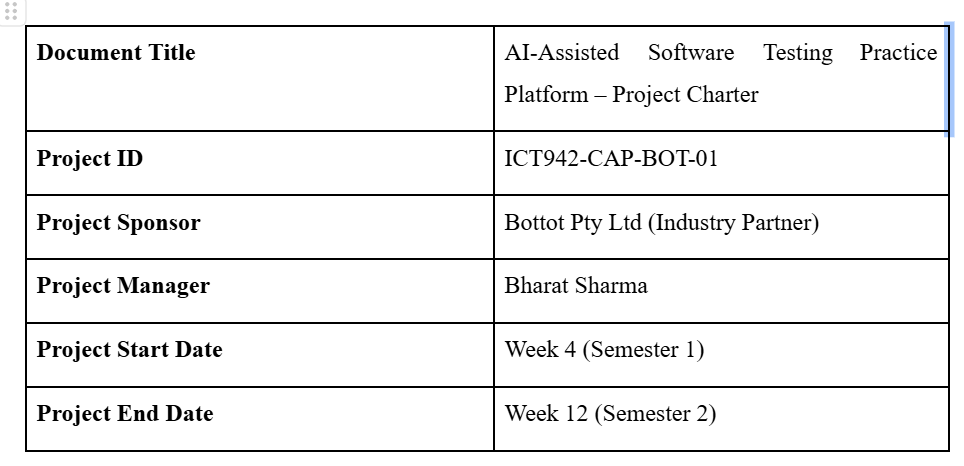 Document Title
AI-Assisted Software Testing Practice
Platform – Project Charter
Project ID
ICT942-CAP-BOT-01
Project Sponsor
Bottot Pty Ltd (Industry Partner)
Project Manager
Bharat Sharma
Project Start Date
Week 4 (Semester 1)
Project End Date
Week 12 (Semester 2)